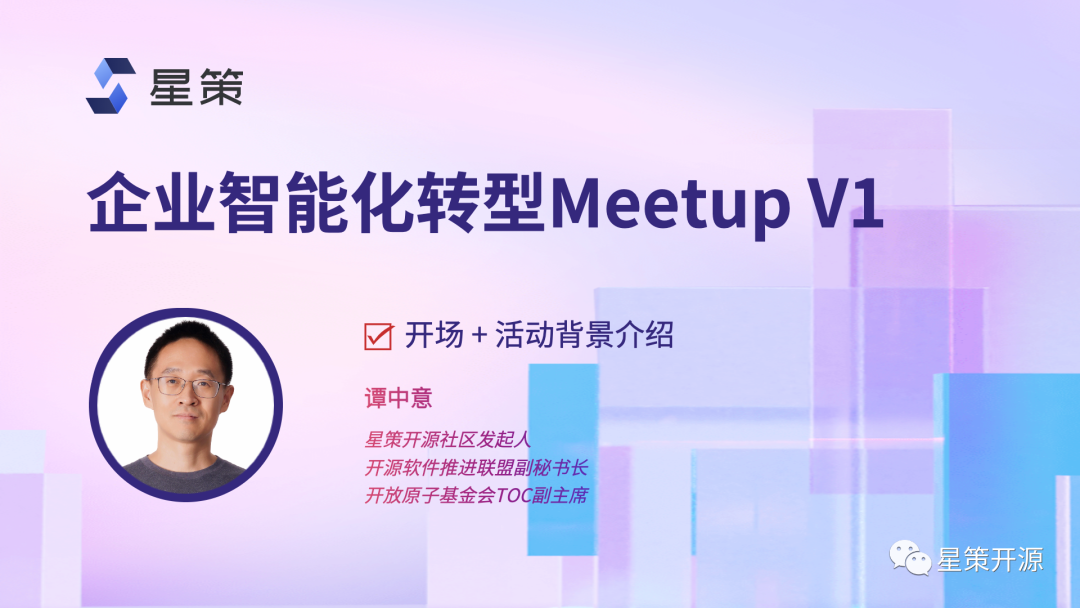 星策
企业智能化转型Meetup V1
开场 + 活动背景介绍
谭中意
星策开源社区发起人
开源软件推进联盟副秘书长
开放原子基金会TOC副主席
星策开源